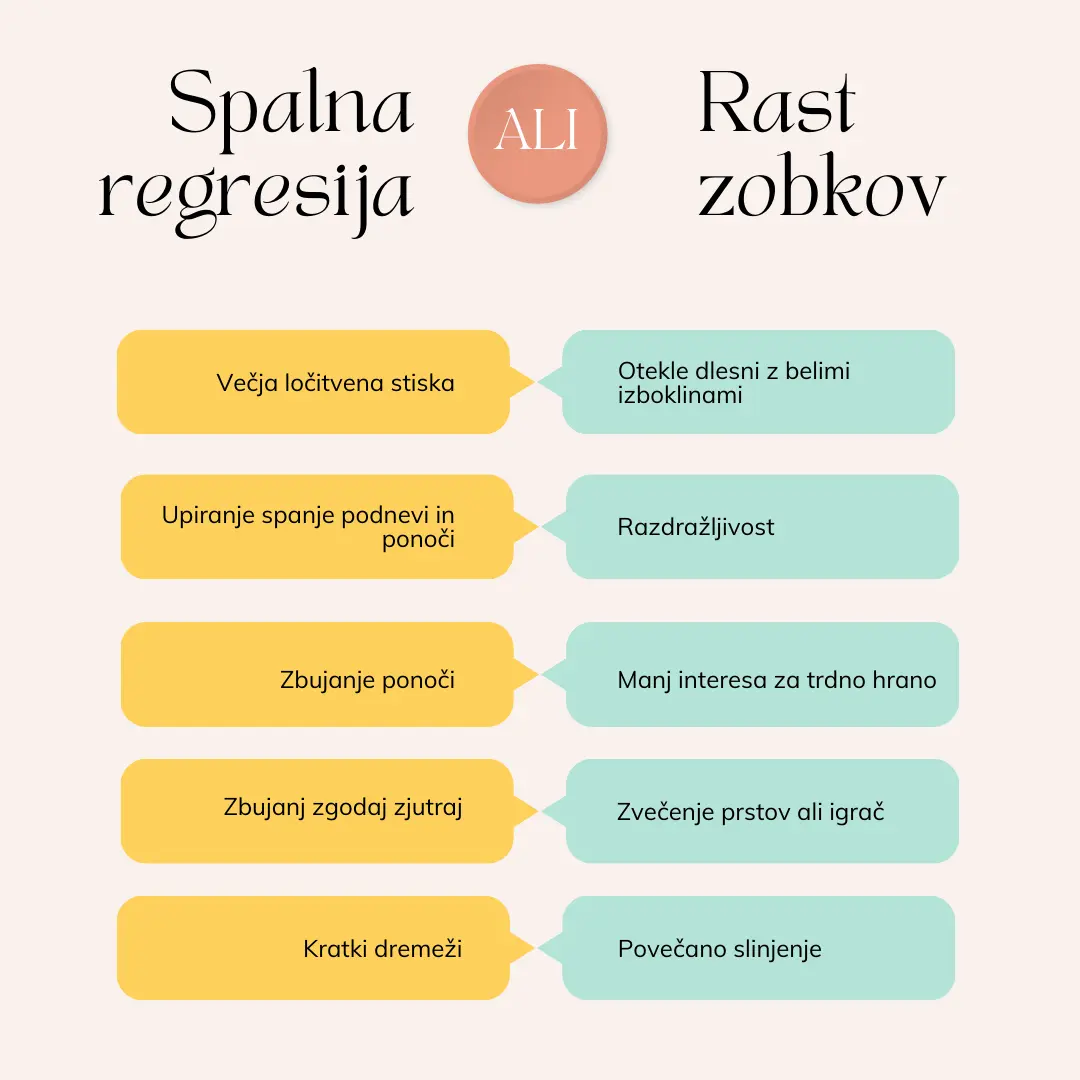 Spalna
regresija
ALI
Rast
zobkov
Večja ločitvena stiska
Otekle dlesni z belimi
izboklinami
Upiranje spanje podnevi in
ponoči
Razdražljivost
Zbujanje ponoči
Manj interesa za trdno hrano
Zbujanj zgodaj zjutraj
Zvečenje prstov ali igrač
Kratki dremeži
Povečano slinjenje